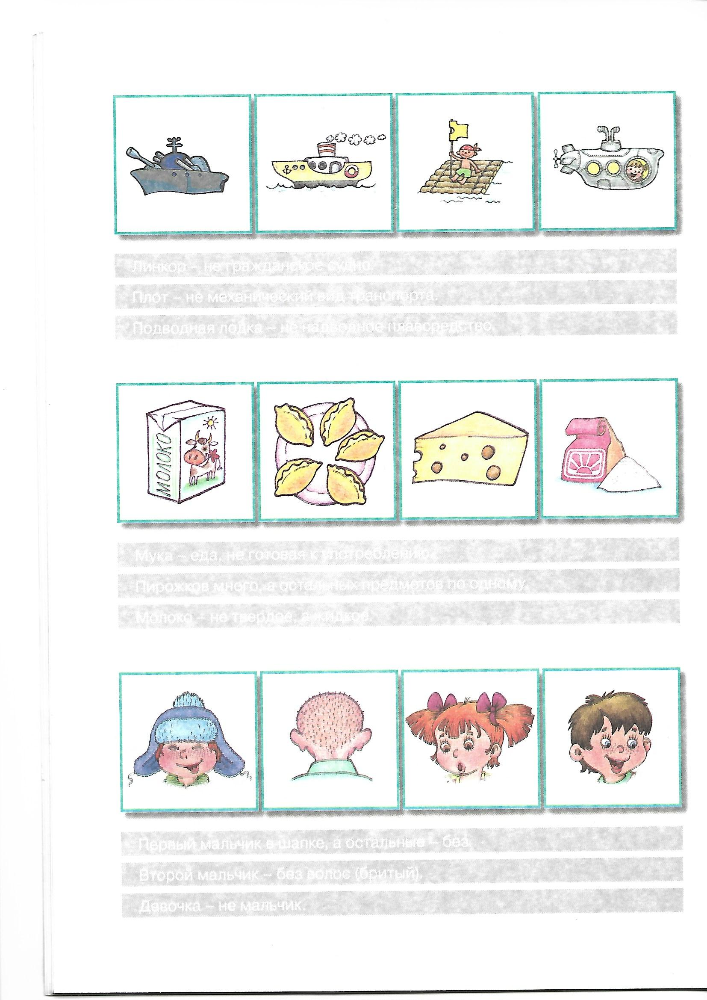 Линкор – не гражданское судно.
Плот – не механический вид транспорта.
Подводная лодка – не надводное плавсредство.
МОЛОКО
Мука – еда, не готовая к употреблению.
Пирожков много, а остальных предметов по одному.
Молоко – не твердое, а жидкое.
Первый мальчик в шапке, а остальные – без.
Второй мальчик – без волос (бритый).
Девочка – не мальчик.